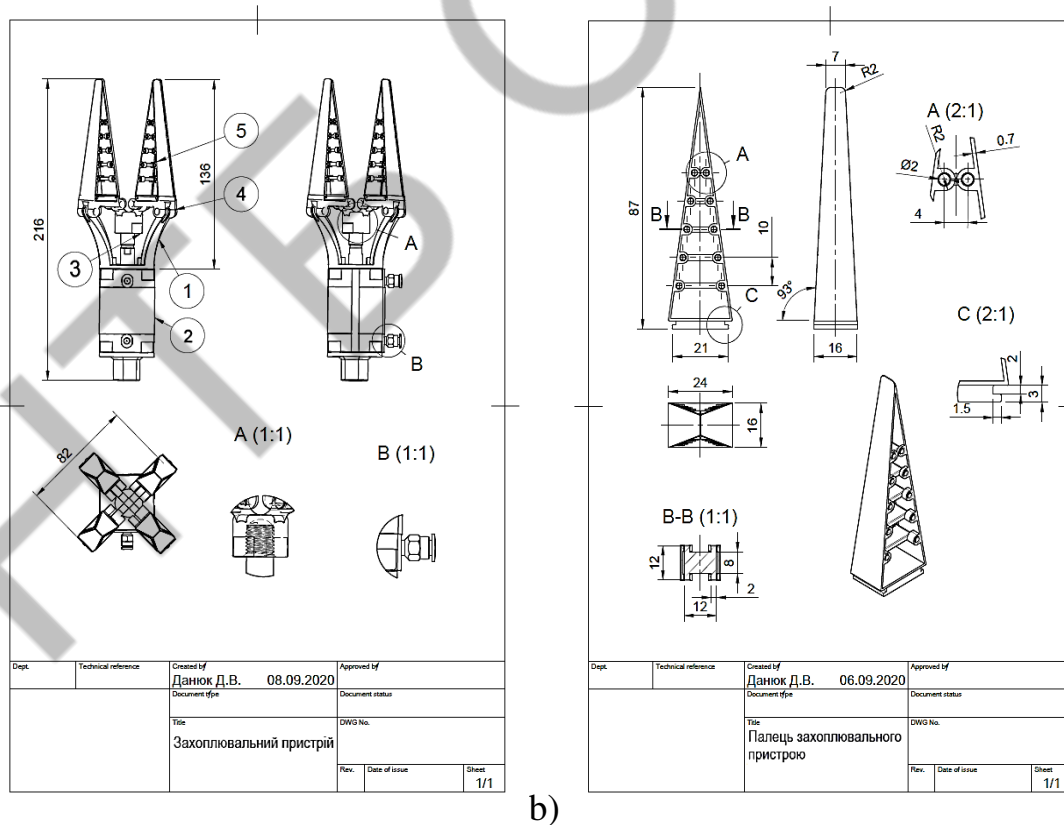 216
136
5
4
3
1
2
A
B
82
A (1:1)
B (1:1)
Dept.
Technical reference
Created by
Данюк Д.В. 08.09.2020
Approved by
Document type
Document status
Title
Захоплювальний пристрій
DWG No.
Rev.
Date of issue
Sheet
1/1
7
R2
A (2:1)
A
R2
0.7
Ø2
4
87
B
B
10
93°
C
C (2:1)
21
16
2
3
1.5
24
16
B-B (1:1)
12
8
2
12
Dept.
Technical reference
Created by
Данюк Д.В. 06.09.2020
Approved by
Document type
Document status
Title
Палець захоплювального
пристрою
DWG No.
Rev.
Date of issue
Sheet
1/1
b)